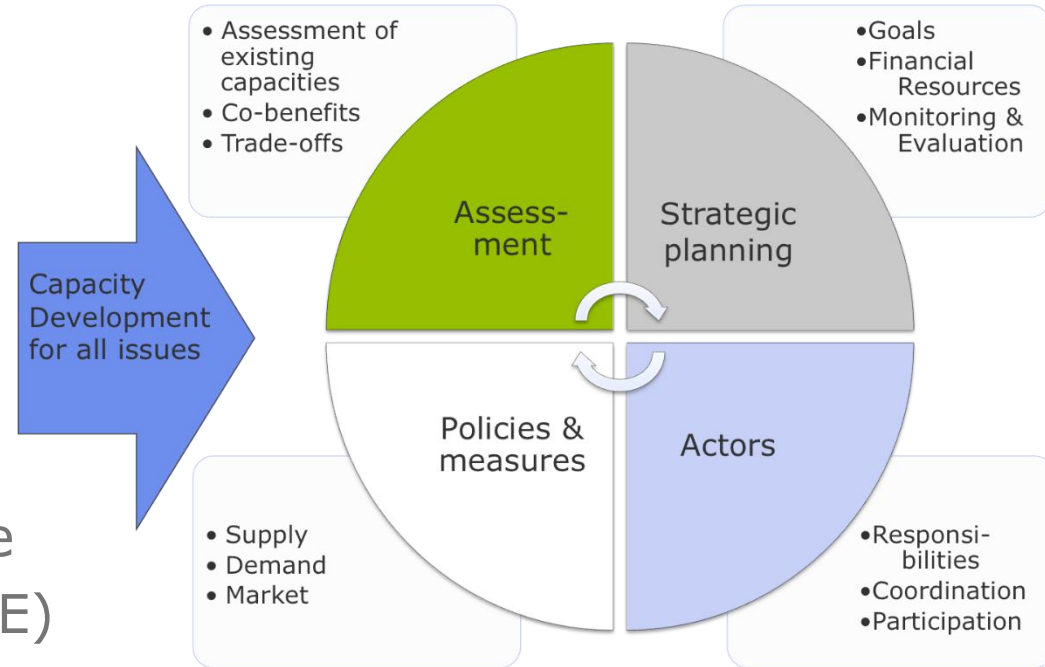 • Assessment of
existing
capacities
• Co-benefits
• Trade-offs
•Goals
•Financial
Resources
•Monitoring &
Evaluation
Assess-
ment
Strategic
planning
Capacity
Development
for all issues
Policies &
measures
Actors
• Supply
• Demand
• Market
•Responsi-
bilities
•Coordination
•Participation
e
E)